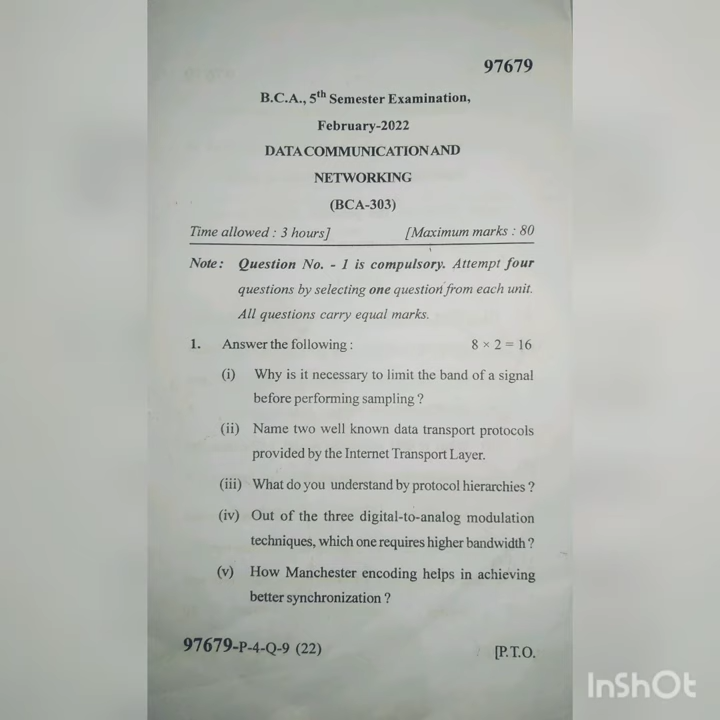 97679
B.C.A., 5th Semester Examination,
February-2022
DATA COMMUNICATION AND
NETWORKING
(BCA-303)
Time allowed : 3 hours] [Maximum marks : 80
Note : Question No. - 1 is compulsory. Attempt four
questions by selecting one question from each unit.
All questions carry equal marks.
1. Answer the following : 8 × 2 = 16
(i) Why is it necessary to limit the band of a signal
before performing sampling ?
(ii) Name two well known data transport protocols
provided by the Internet Transport Layer.
(iii) What do you understand by protocol hierarchies ?
(iv) Out of the three digital-to-analog modulation
techniques, which one requires higher bandwidth ?
(v) How Manchester encoding helps in achieving
better synchronization ?
97679-P-4-Q-9 (22) [P.T.O.
InShOt